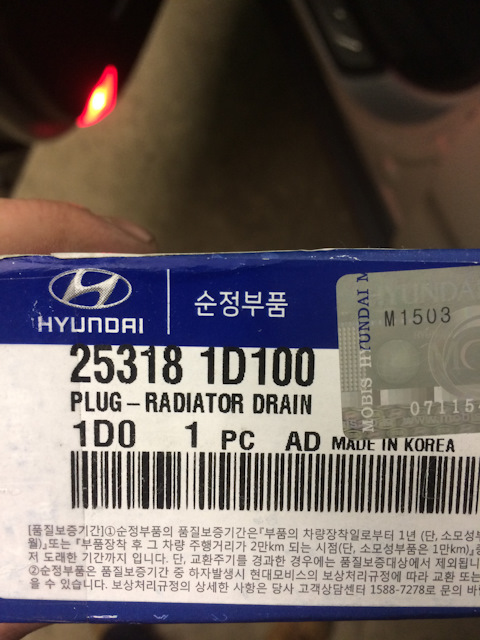 HYUNDAI
순정부품
MOBIS HYUNDAI M
M1503
071154
25318 1D100
PLUG - RADIATOR DRAIN
1D0 1 PC AD MADE IN KOREA
[품질보증기간]①순정부품의 품질보증기간은『부품의 차량장착일로부터 1년 (단, 소모성
월)』또는 『부품장착 후 그 차량 주행거리가 2만km 되는 시점(단, 소모성부품은 1만km)』
저 도래한 기간까지 입니다. 단, 교환주기를 경과한 경우에는 품질보증대상에서 제외됩니
②순정부품은 품질보증기간 중 하자발생시 현대모비스의 보상처리규정에 따라 교환 또는
을 수 있습니다. 보상처리규정의 상세한 사항은 당사 고객상담센터 1588-7278로 문의 바